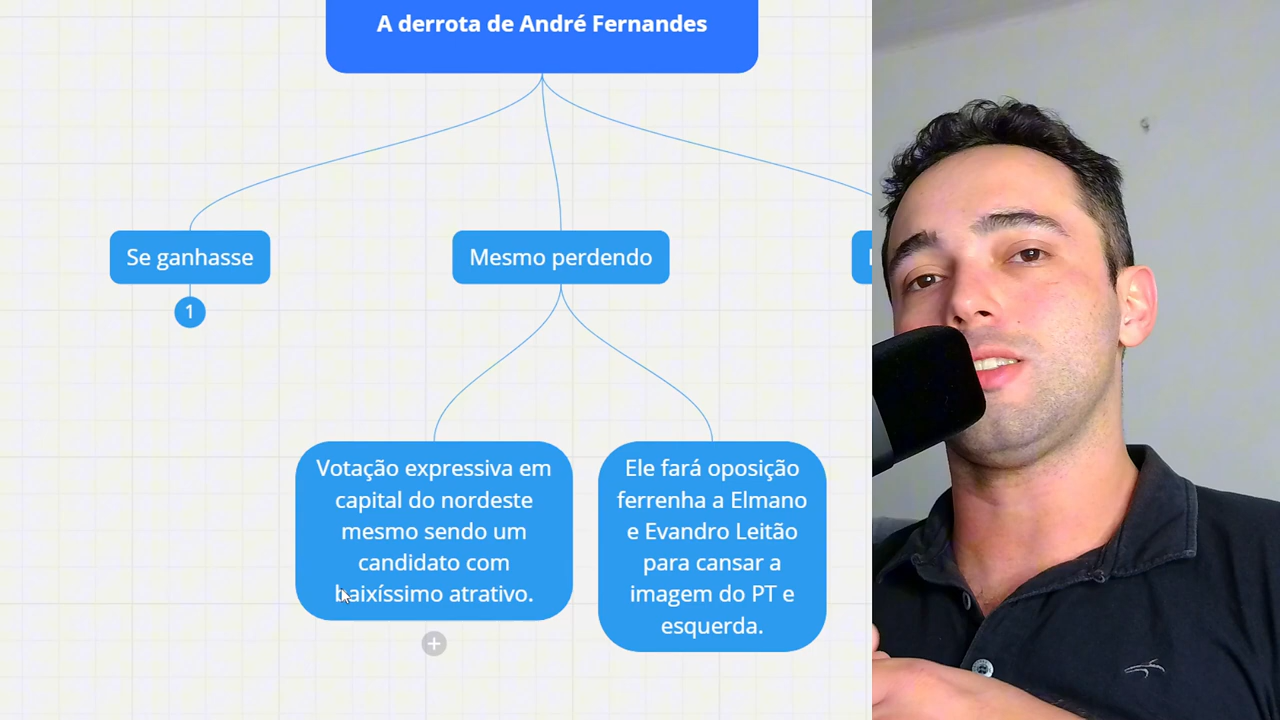 A derrota de André Fernandes
Se ganhasse
1
Mesmo perdendo
Votação expressiva em
capital do nordeste
mesmo sendo um
candidato com
baixíssimo atrativo.
Ele fará oposição
ferrenha a Elmano
e Evandro Leitão
para cansar a
imagem do PT e
esquerda.